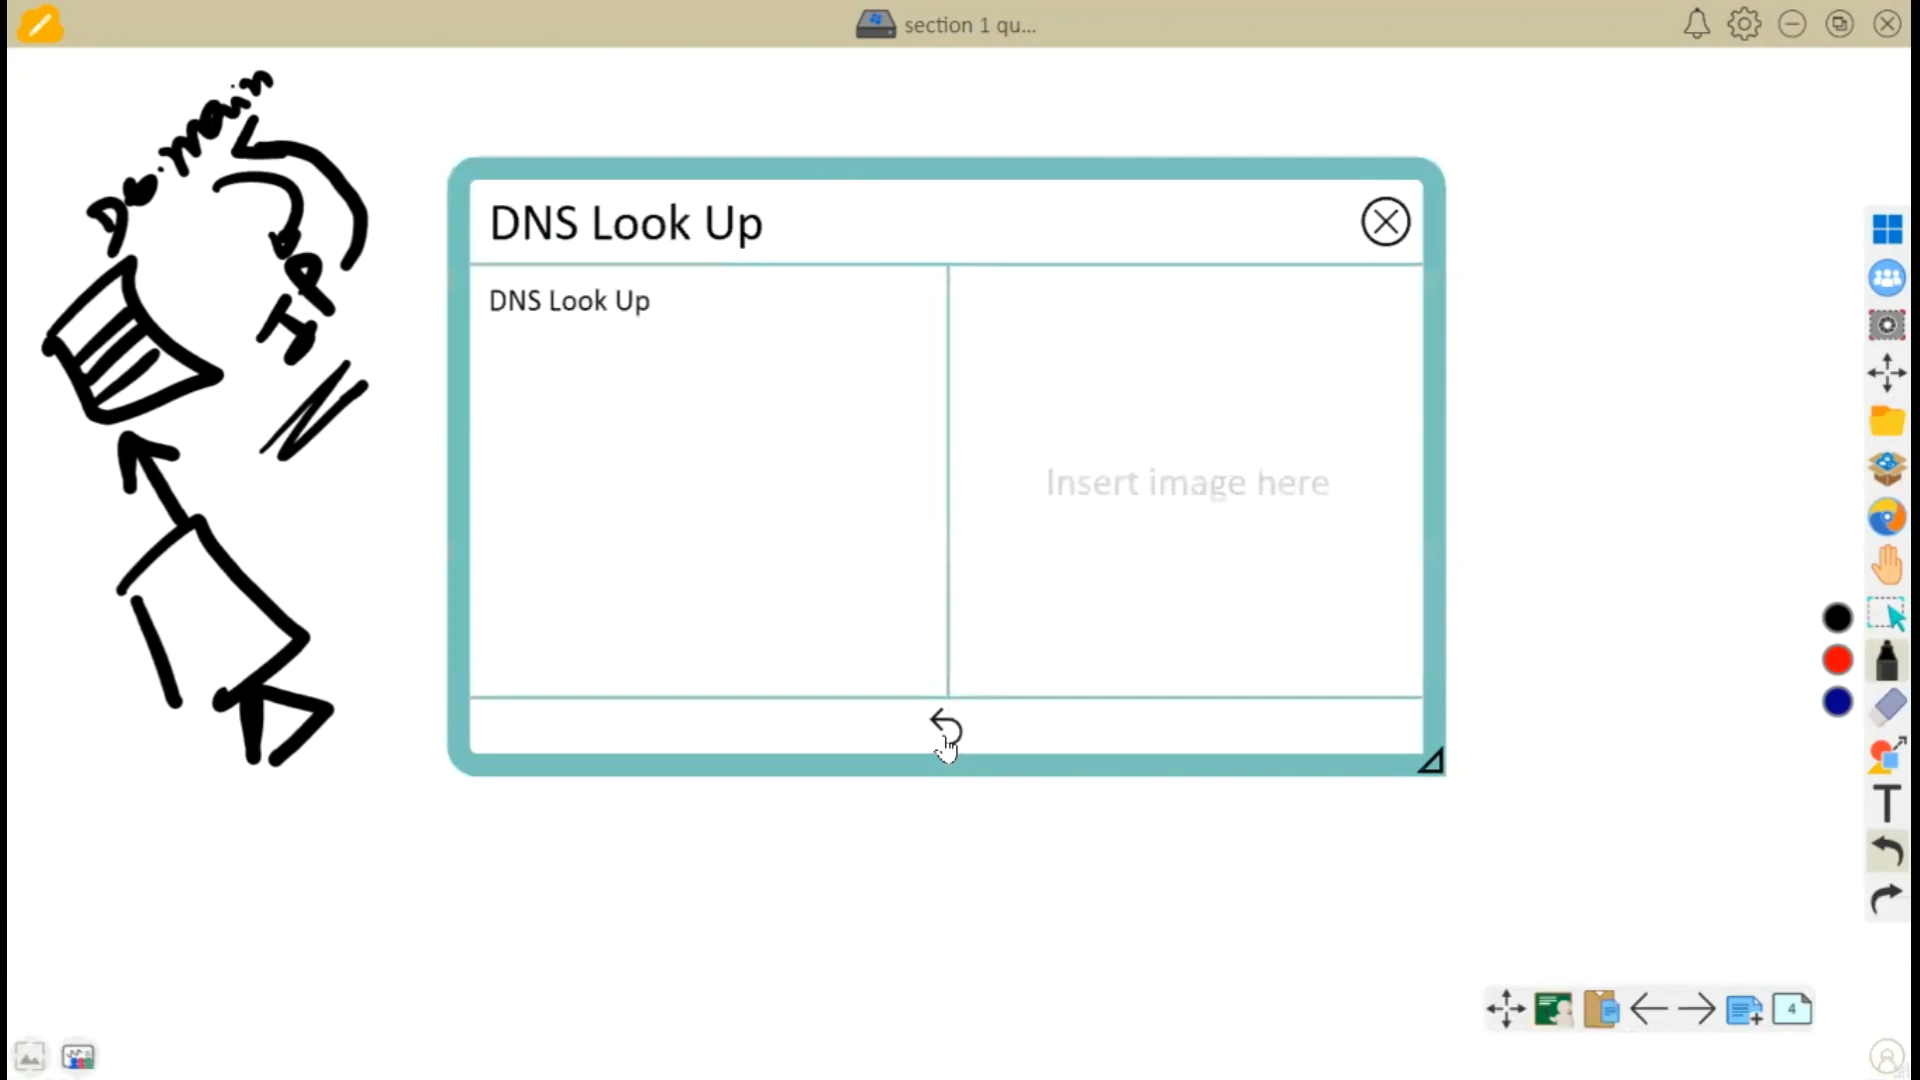 section 1 qu...
Domain
IP
DNS Look Up
DNS Look Up
Insert image here
T
4